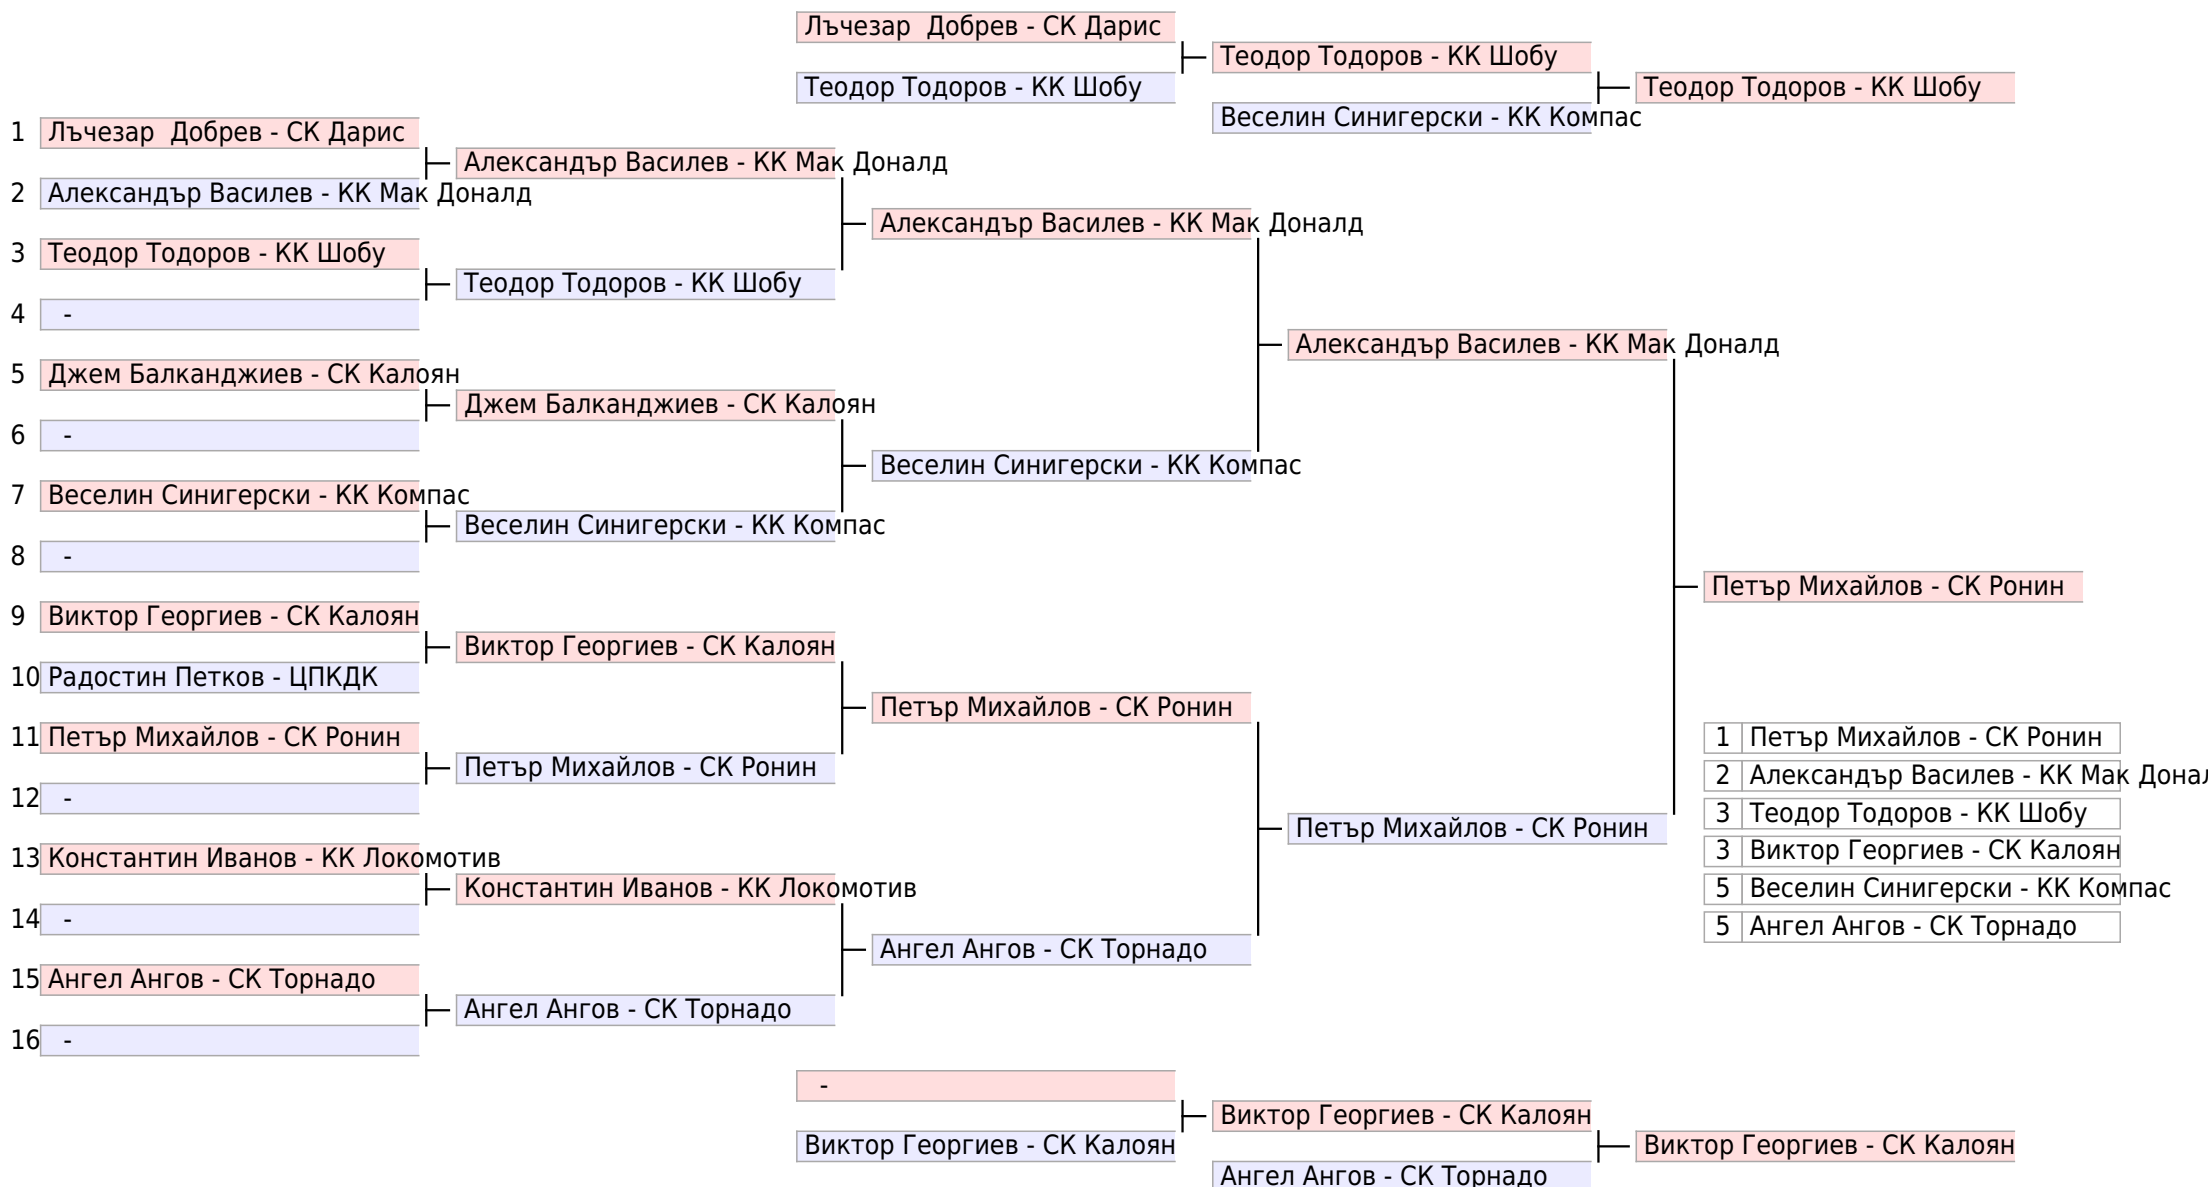 Лъчезар  Добрев - СК Дарис
Теодор Тодоров - КК Шобу
Теодор Тодоров - КК Шобу
Теодор Тодоров - КК Шобу
Веселин Синигерски - КК Компас
1 Лъчезар  Добрев - СК Дарис
Александър Василев - КК Мак Доналд
2 Александър Василев - КК Мак Доналд
Александър Василев - КК Мак Доналд
3 Теодор Тодоров - КК Шобу
Теодор Тодоров - КК Шобу
4 -
Александър Василев - КК Мак Доналд
5 Джем Балканджиев - СК Калоян
Джем Балканджиев - СК Калоян
6 -
Веселин Синигерски - КК Компас
7 Веселин Синигерски - КК Компас
Веселин Синигерски - КК Компас
8 -
Петър Михайлов - СК Ронин
9 Виктор Георгиев - СК Калоян
Виктор Георгиев - СК Калоян
10 Радостин Петков - ЦПКДК
Петър Михайлов - СК Ронин
11 Петър Михайлов - СК Ронин
Петър Михайлов - СК Ронин
12 -
Петър Михайлов - СК Ронин
13 Константин Иванов - КК Локомотив
Константин Иванов - КК Локомотив
14 -
Ангел Ангов - СК Торнадо
15 Ангел Ангов - СК Торнадо
Ангел Ангов - СК Торнадо
16 -
1 Петър Михайлов - СК Ронин
2 Александър Василев - КК Мак Донал
3 Теодор Тодоров - КК Шобу
3 Виктор Георгиев - СК Калоян
5 Веселин Синигерски - КК Компас
5 Ангел Ангов - СК Торнадо
-
Виктор Георгиев - СК Калоян
Виктор Георгиев - СК Калоян
Виктор Георгиев - СК Калоян
Ангел Ангов - СК Торнадо